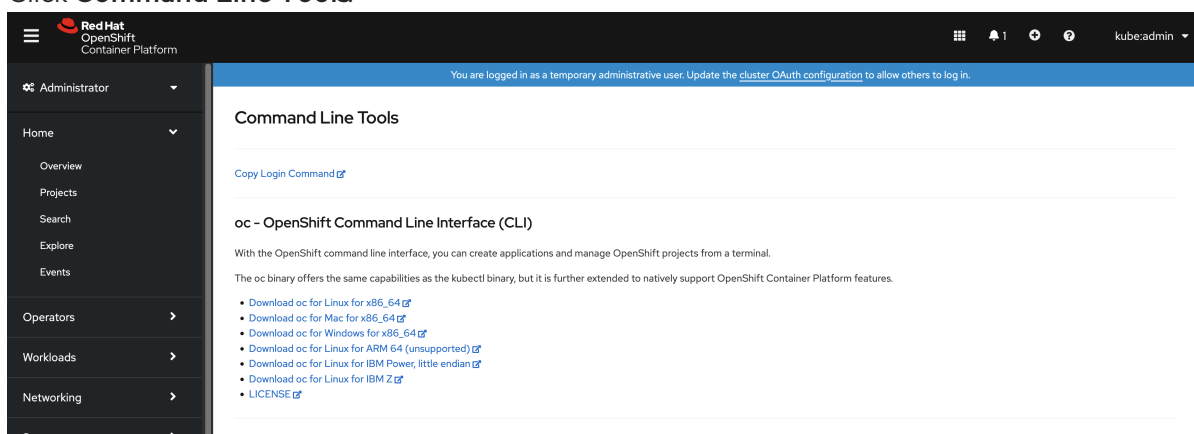 Click Command Line Tools
Red Hat
OpenShift
Container Platform
1
kube:admin
Administrator
You are logged in as a temporary administrative user. Update the cluster OAuth configuration to allow others to log in.
Home
Overview
Projects
Search
Explore
Events
Operators
Workloads
Networking
Command Line Tools
Copy Login Command
oc - OpenShift Command Line Interface (CLI)
With the OpenShift command line interface, you can create applications and manage OpenShift projects from a terminal.
The oc binary offers the same capabilities as the kubectl binary, but it is further extended to natively support OpenShift Container Platform features.
• Download oc for Linux for x86_64
• Download oc for Mac for x86_64
• Download oc for Windows for x86_64
• Download oc for Linux for ARM 64 (unsupported)
• Download oc for Linux for IBM Power, little endian
• Download oc for Linux for IBM Z
• LICENSE